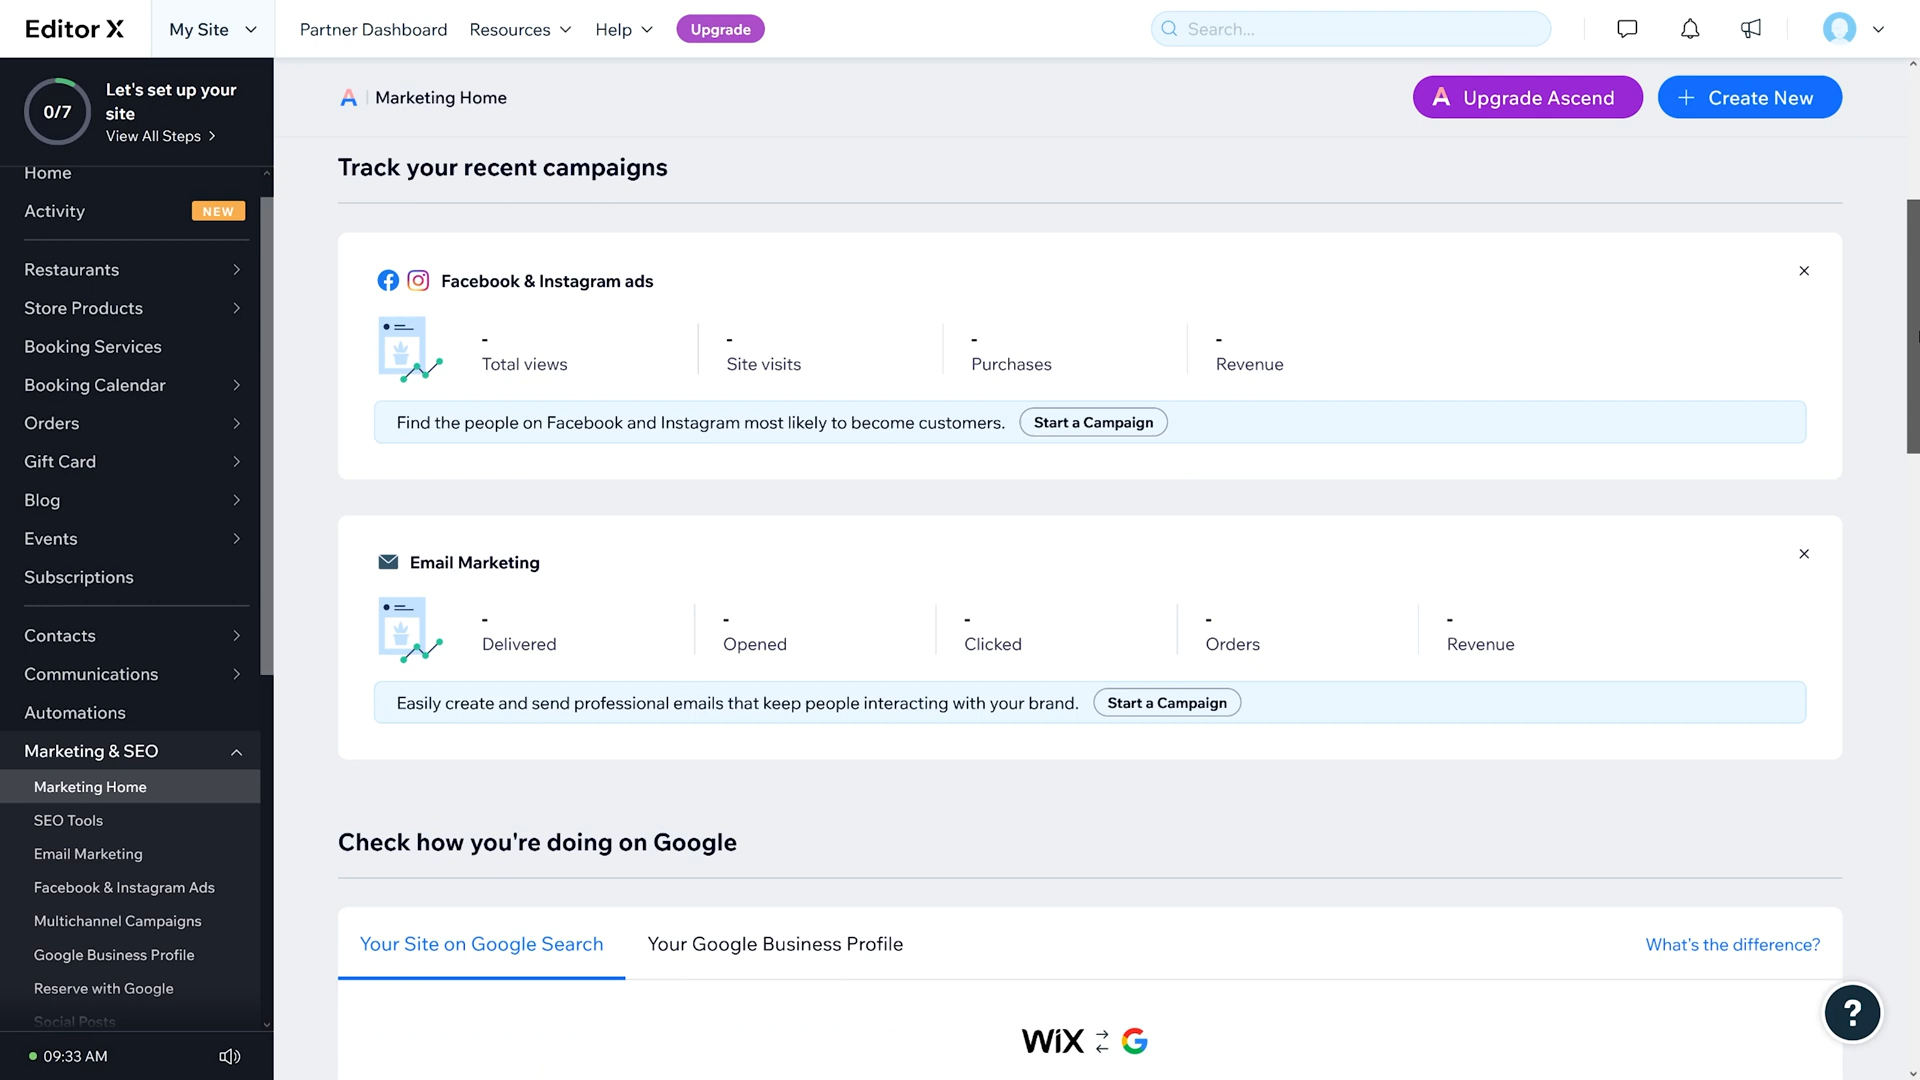 Editor X
My Site
Partner Dashboard
Resources
Help
Upgrade
Search...
0/7
Let's set up your
site
View All Steps
Home
Activity
NEW
Restaurants
Store Products
Booking Services
Booking Calendar
Orders
Gift Card
Blog
Events
Subscriptions
Contacts
Communications
Automations
Marketing & SEO
Marketing Home
SEO Tools
Email Marketing
Facebook & Instagram Ads
Multichannel Campaigns
Google Business Profile
Reserve with Google
Social Posts
09:33 AM
Marketing Home
Upgrade Ascend
+ Create New
Track your recent campaigns
Facebook & Instagram ads
- - - -
Total views Site visits Purchases Revenue
Find the people on Facebook and Instagram most likely to become customers. Start a Campaign
Email Marketing
- - - - -
Delivered Opened Clicked Orders Revenue
Easily create and send professional emails that keep people interacting with your brand. Start a Campaign
Check how you're doing on Google
Your Site on Google Search Your Google Business Profile What's the difference?
WiX G
?